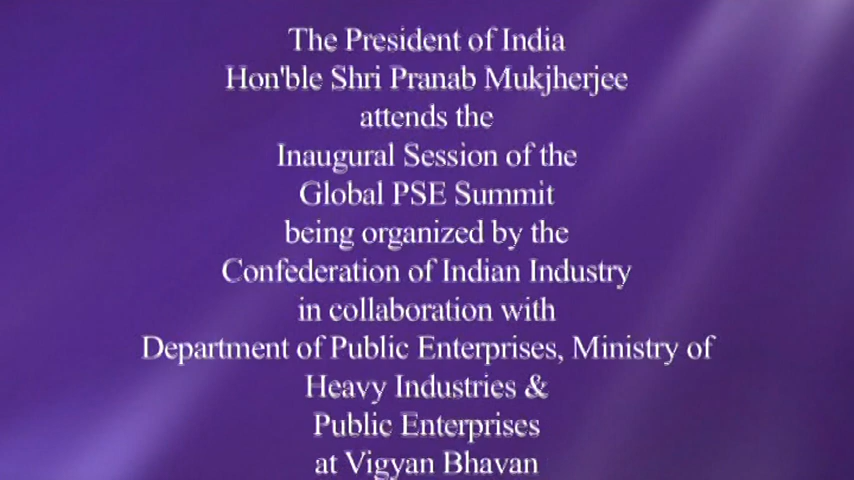 The President of India
Hon'ble Shri Pranab Mukjherjee
attends the
Inaugural Session of the
Global PSE Summit
being organized by the
Confederation of Indian Industry
in collaboration with
Department of Public Enterprises, Ministry of
Heavy Industries &
Public Enterprises
at Vigyan Bhavan